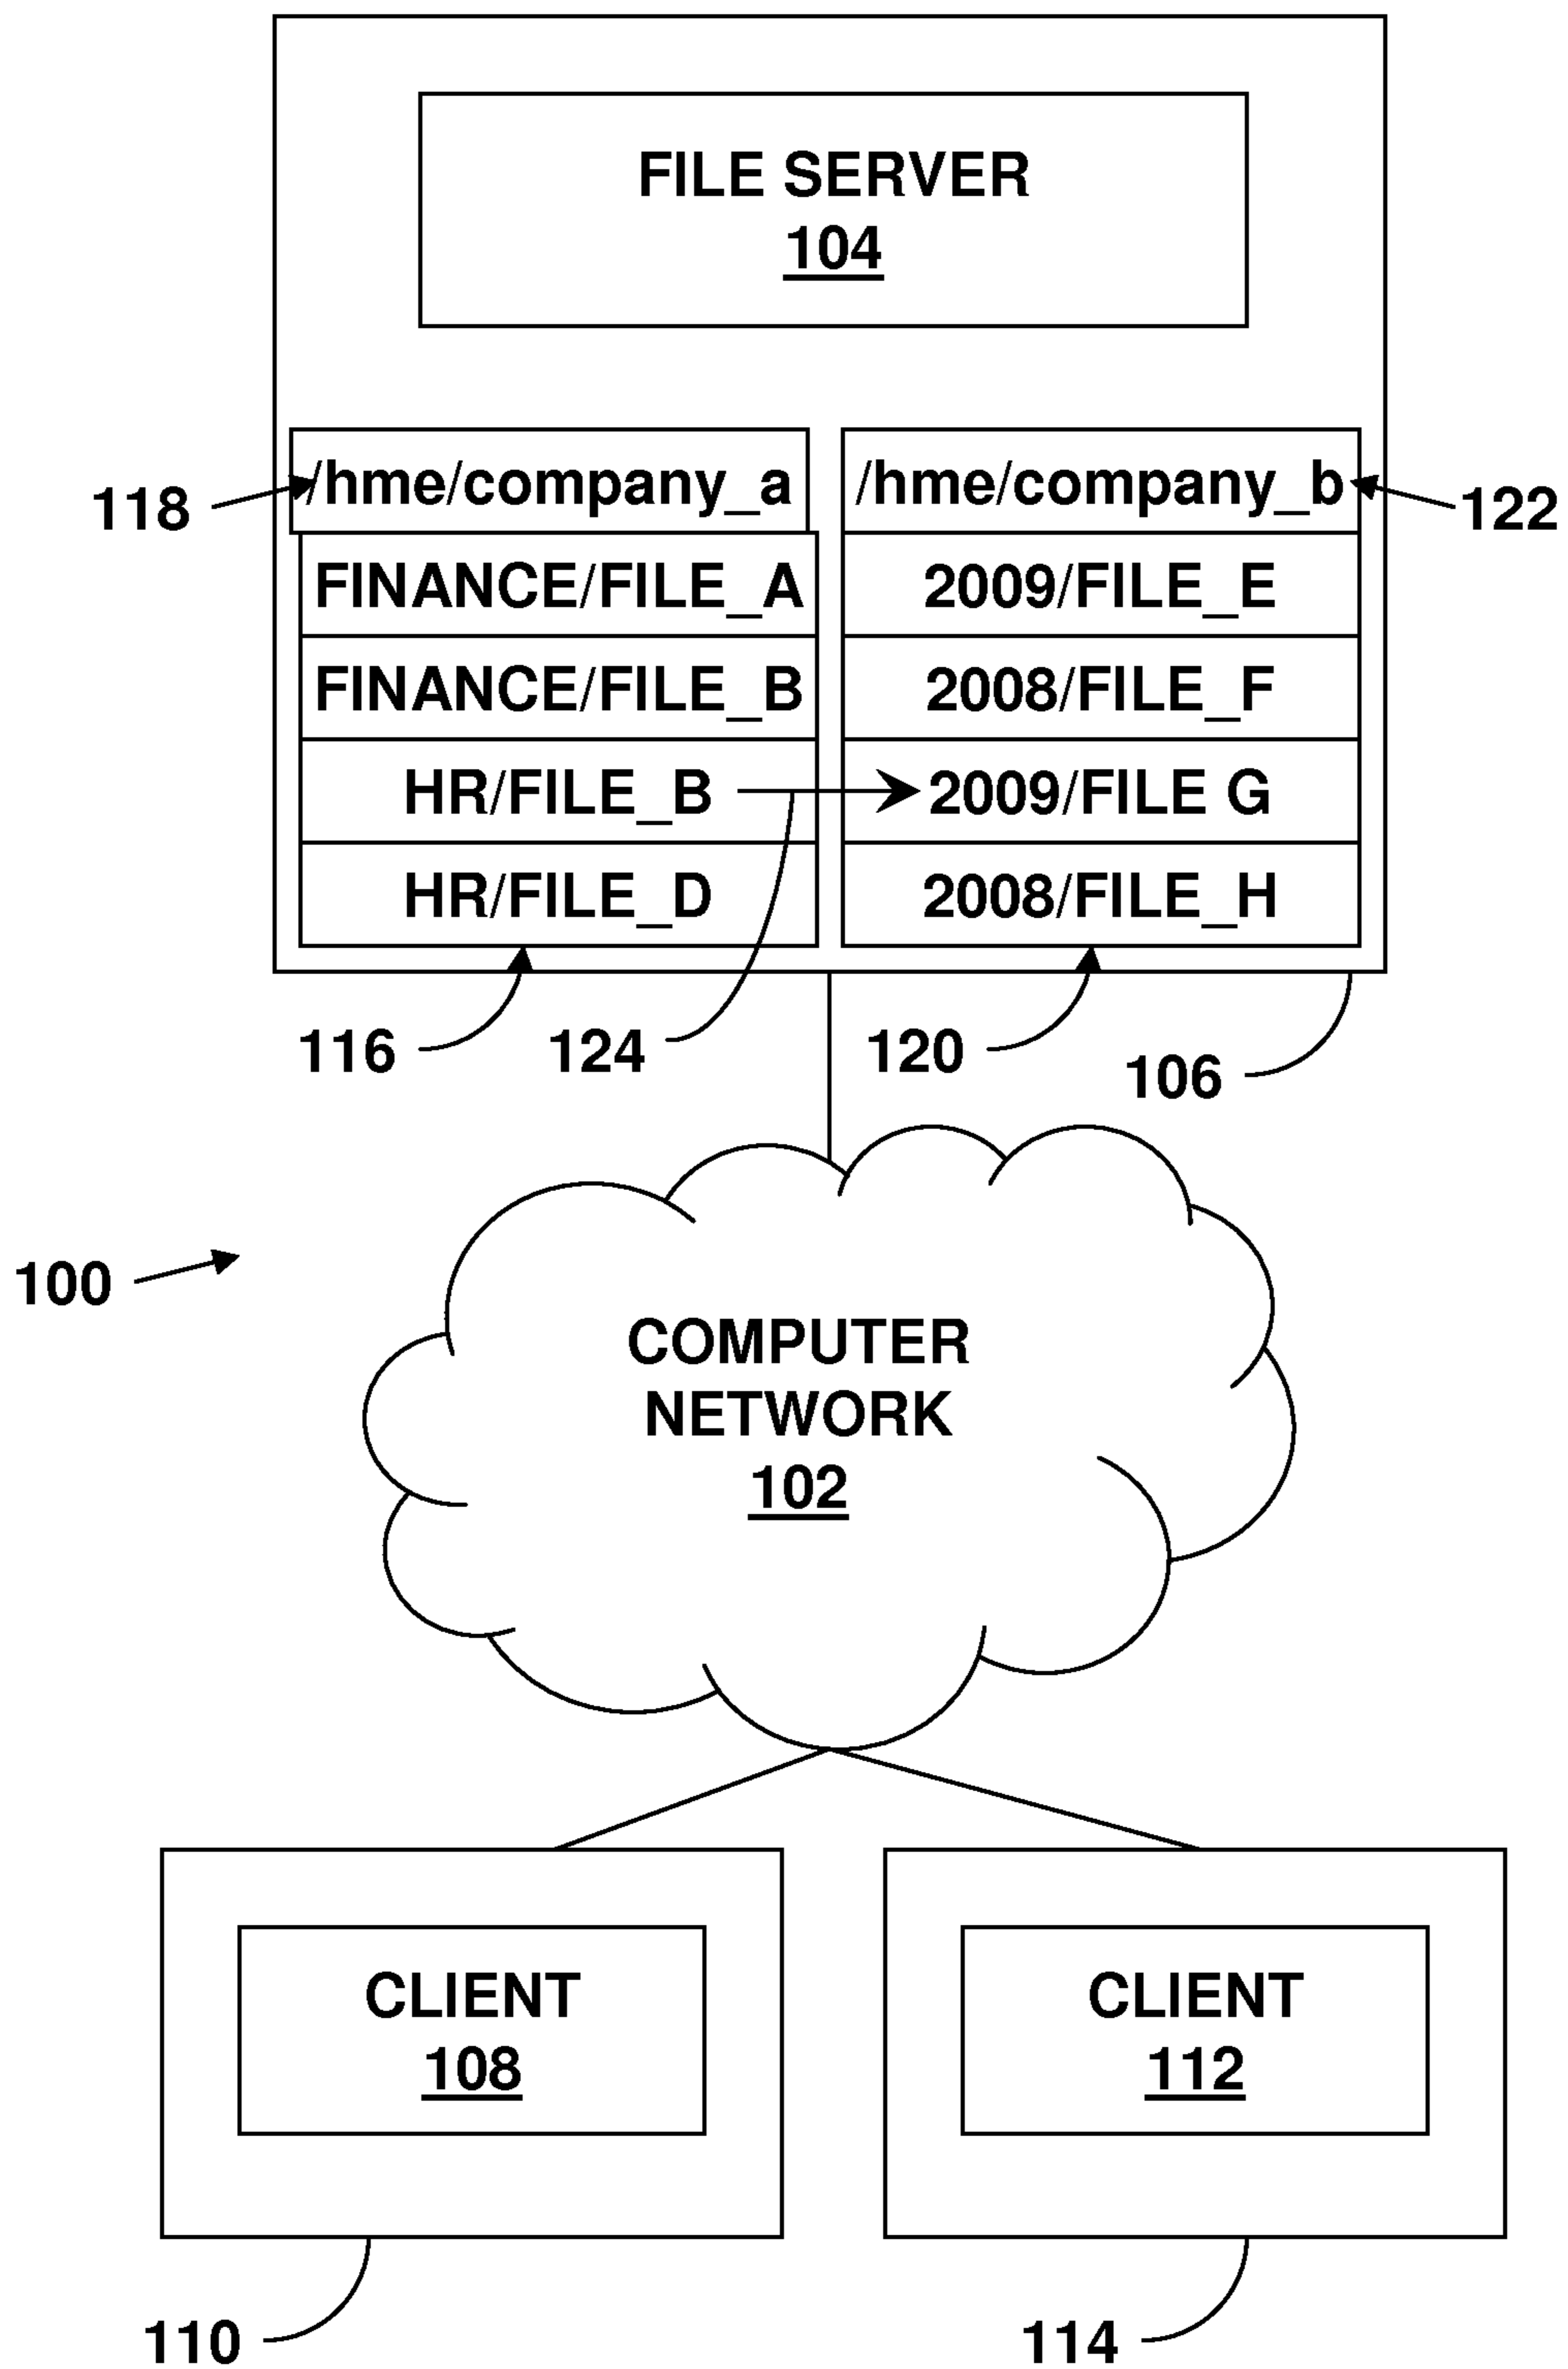 FILE SERVER
104
/hme/company_a
/hme/company_b
118
122
FINANCE/FILE_A
2009/FILE_E
FINANCE/FILE_B
2008/FILE_F
HR/FILE_B
2009/FILE G
HR/FILE_D
2008/FILE_H
116
124
120
106
100
COMPUTER
NETWORK
102
CLIENT
108
CLIENT
112
110
114